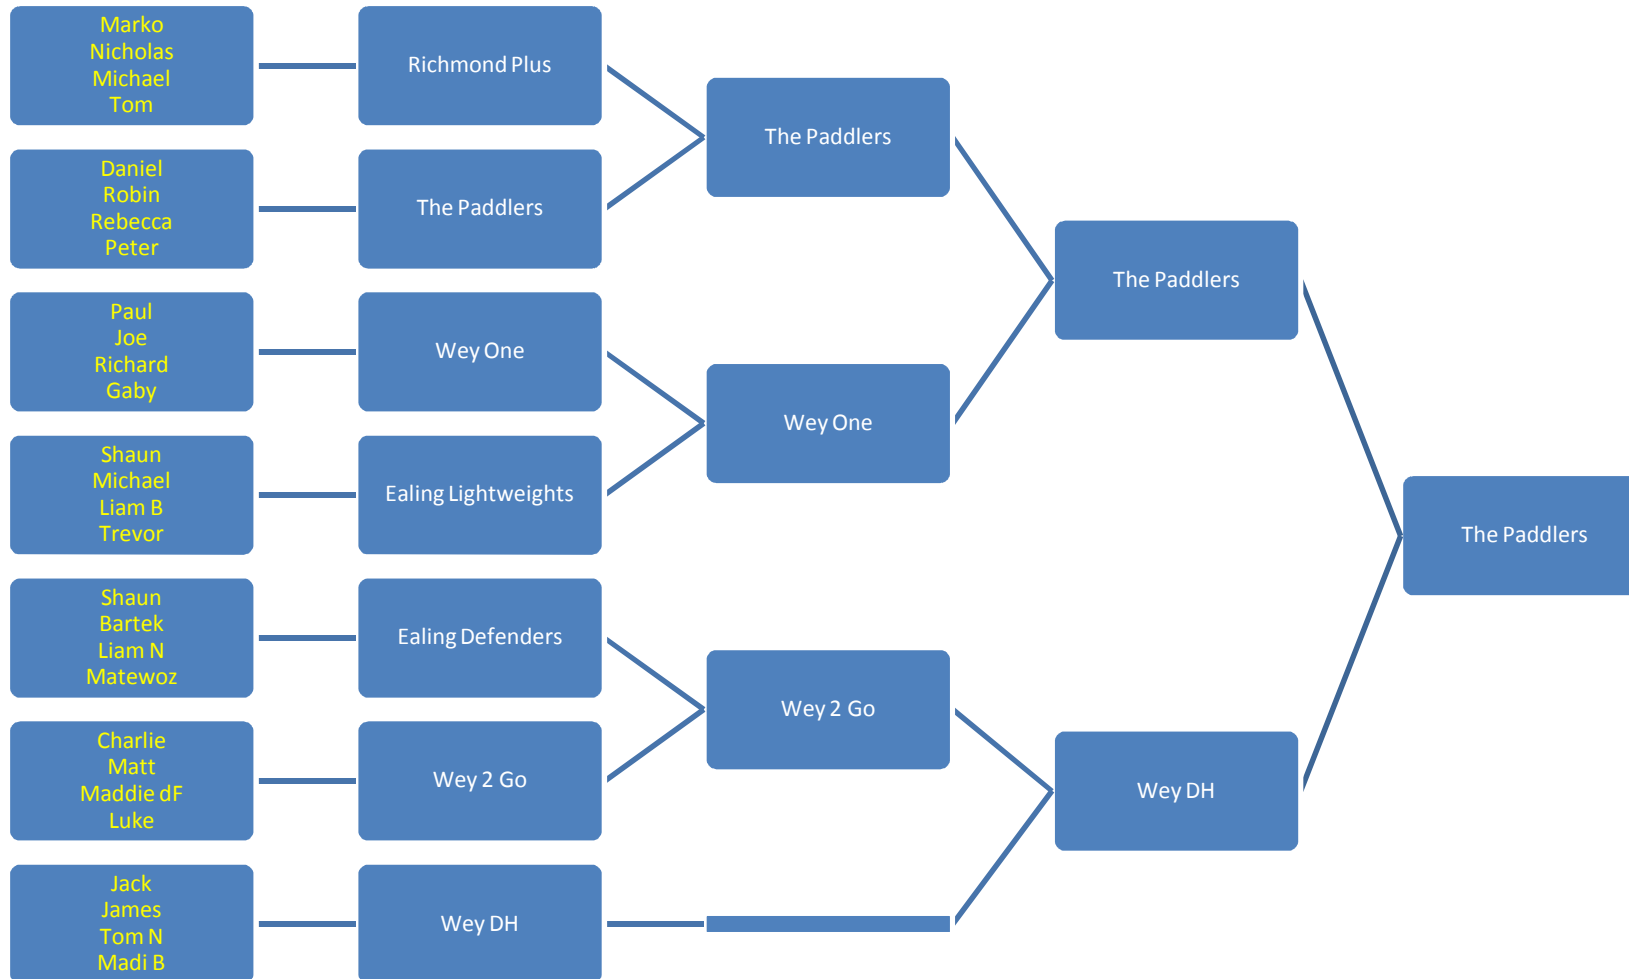 Marko
Nicholas
Michael
Tom
Richmond Plus
The Paddlers
Daniel
Robin
Rebecca
Peter
The Paddlers
The Paddlers
Paul
Joe
Richard
Gaby
Wey One
Wey One
Shaun
Michael
Liam B
Trevor
Ealing Lightweights
The Paddlers
Shaun
Bartek
Liam N
Matewoz
Ealing Defenders
Wey 2 Go
Charlie
Matt
Maddie dF
Luke
Wey 2 Go
Wey DH
Jack
James
Tom N
Madi B
Wey DH